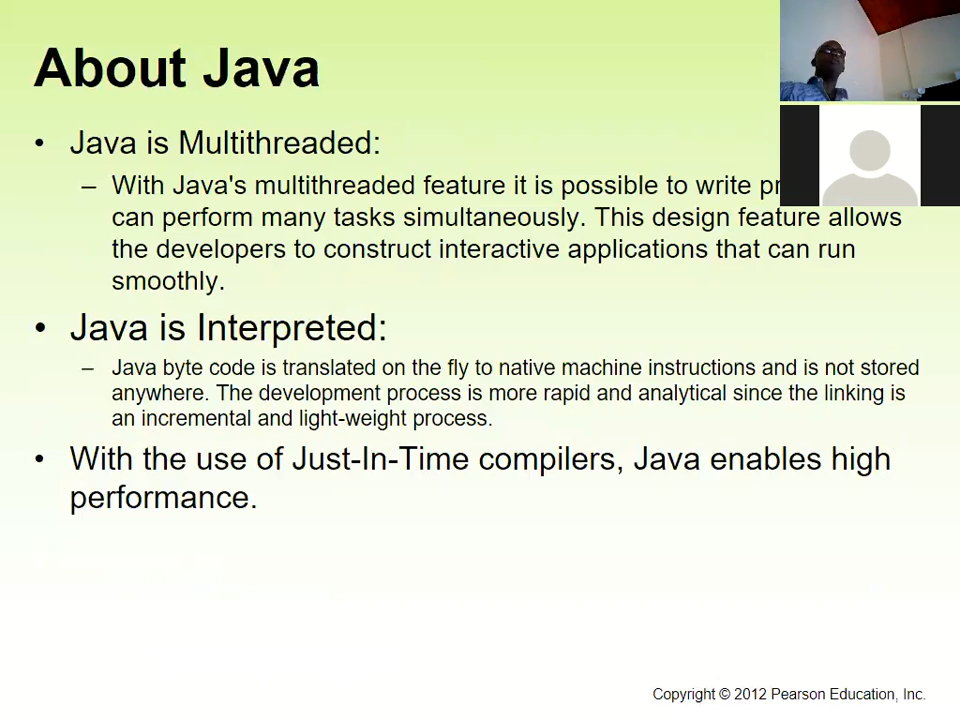 About Java
• Java is Multithreaded:
– With Java's multithreaded feature it is possible to write
can perform many tasks simultaneously. This design feature allows
the developers to construct interactive applications that can run
smoothly.
• Java is Interpreted:
– Java byte code is translated on the fly to native machine instructions and is not stored
anywhere. The development process is more rapid and analytical since the linking is
an incremental and light-weight process.
• With the use of Just-In-Time compilers, Java enables high
performance.
Copyright © 2012 Pearson Education, Inc.